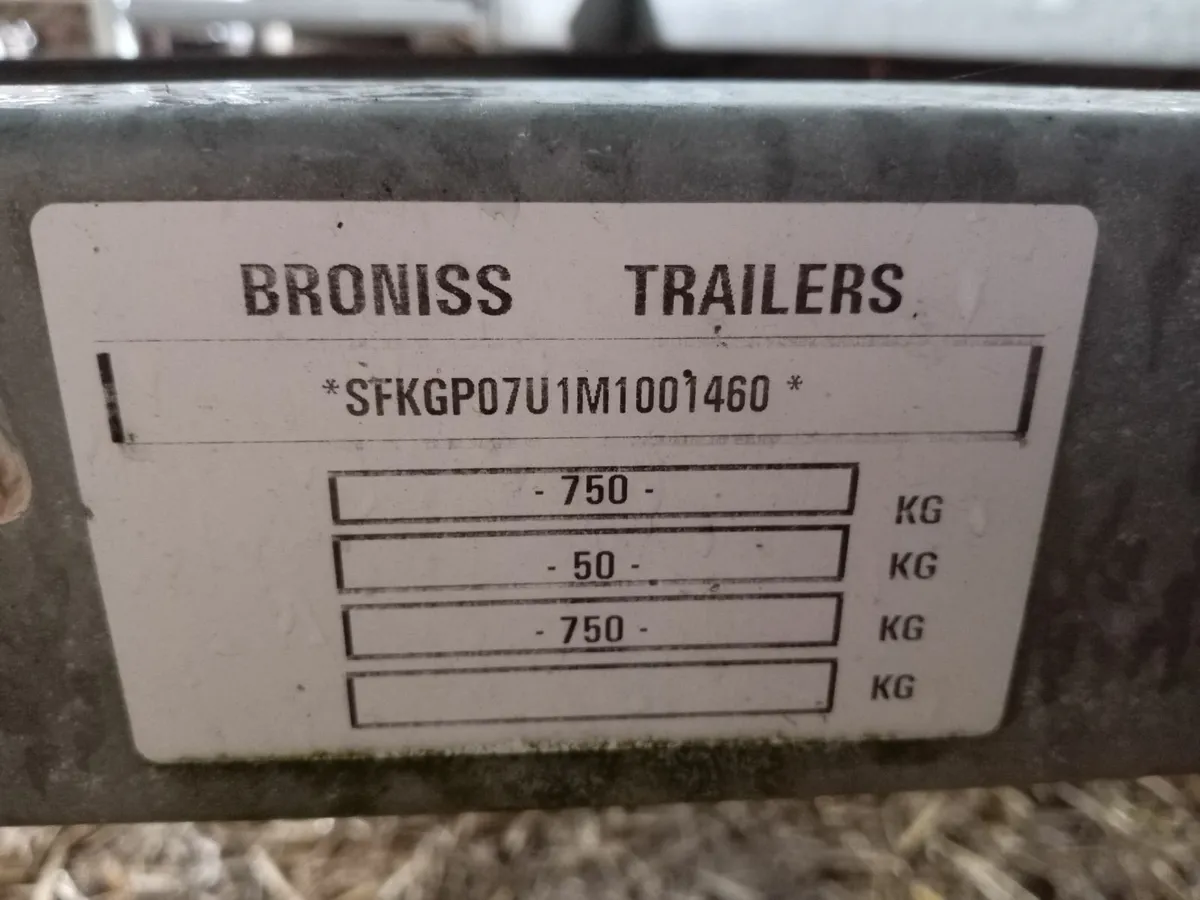 BRONISS TRAILERS
*SFKGP07U1M1001460 *
- 750 - KG
- 50 - KG
- 750 - KG
KG